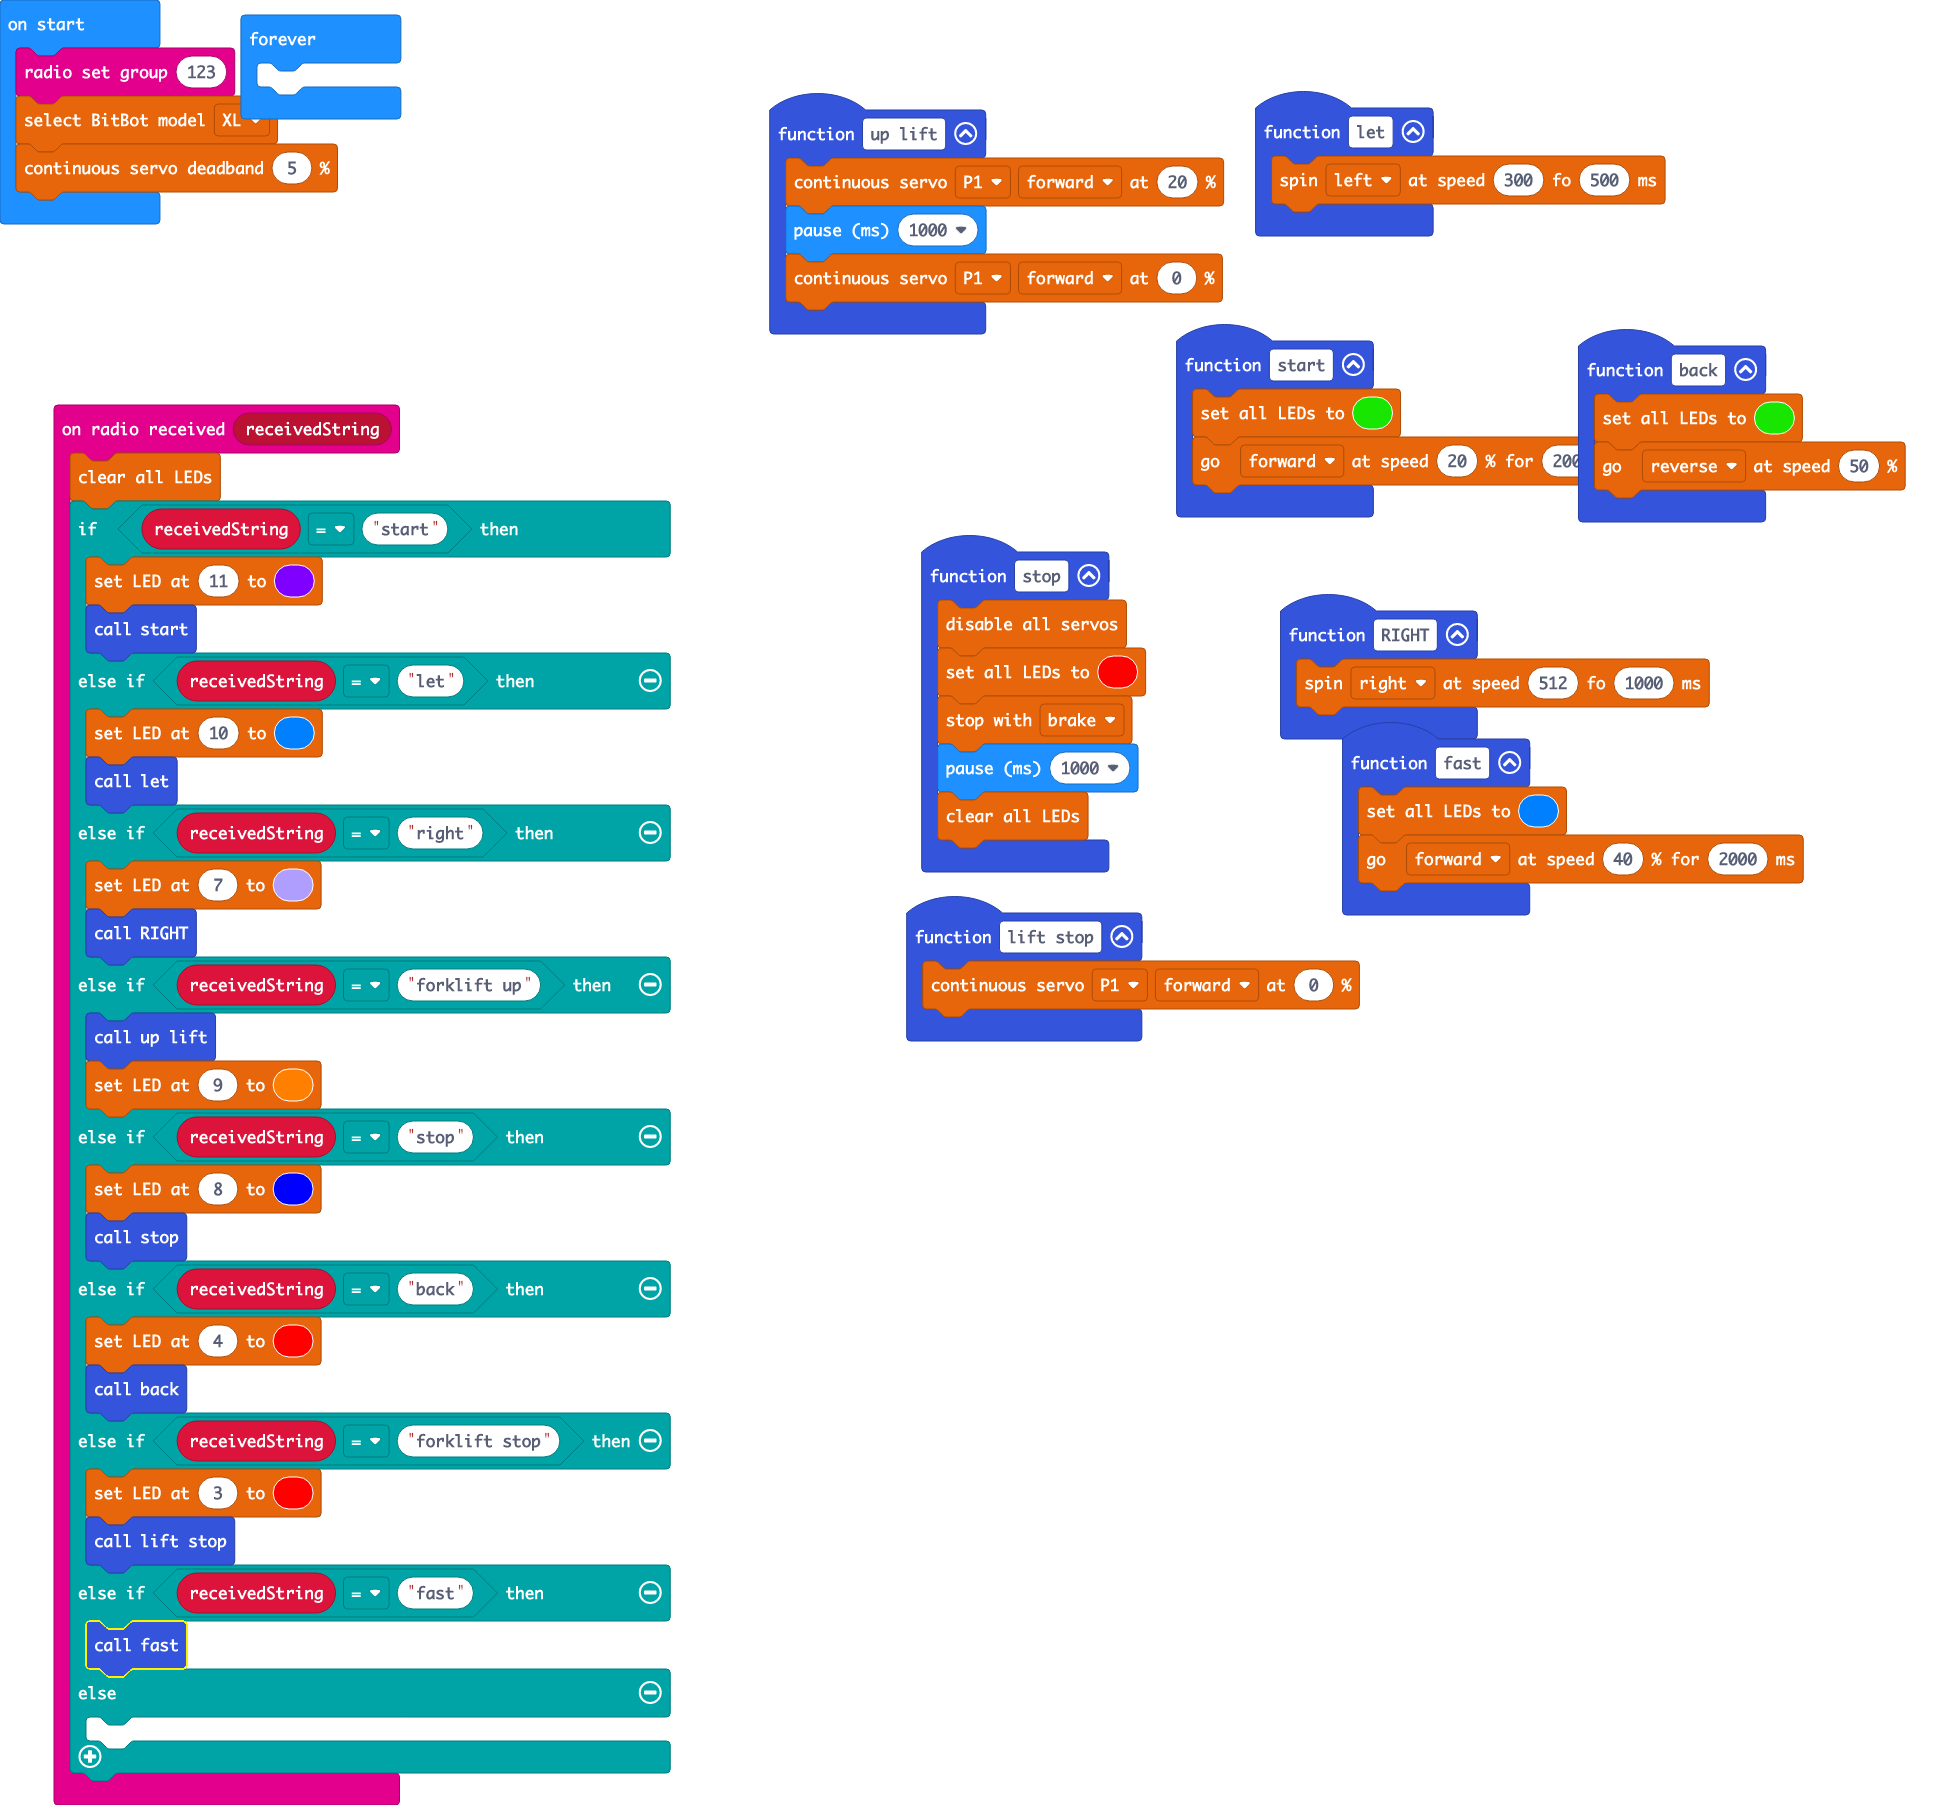 on start
radio set group 123
select BitBot model XL
continuous servo deadband 5 %
forever
function up lift
continuous servo P1 forward at 20 %
pause (ms) 1000
continuous servo P1 forward at 0 %
function let
spin left at speed 300 fo 500 ms
function start
set all LEDs to
go forward at speed 20 % for 200
function back
set all LEDs to
go reverse at speed 50 %
on radio received receivedString
clear all LEDs
if receivedString = "start" then
set LED at 11 to
call start
else if receivedString = "let" then
set LED at 10 to
call let
else if receivedString = "right" then
set LED at 7 to
call RIGHT
else if receivedString = "forklift up" then
call up lift
set LED at 9 to
else if receivedString = "stop" then
set LED at 8 to
call stop
else if receivedString = "back" then
set LED at 4 to
call back
else if receivedString = "forklift stop" then
set LED at 3 to
call lift stop
else if receivedString = "fast" then
call fast
else
function stop
disable all servos
set all LEDs to
stop with brake
pause (ms) 1000
clear all LEDs
function RIGHT
spin right at speed 512 fo 1000 ms
function fast
set all LEDs to
go forward at speed 40 % for 2000 ms
function lift stop
continuous servo P1 forward at 0 %